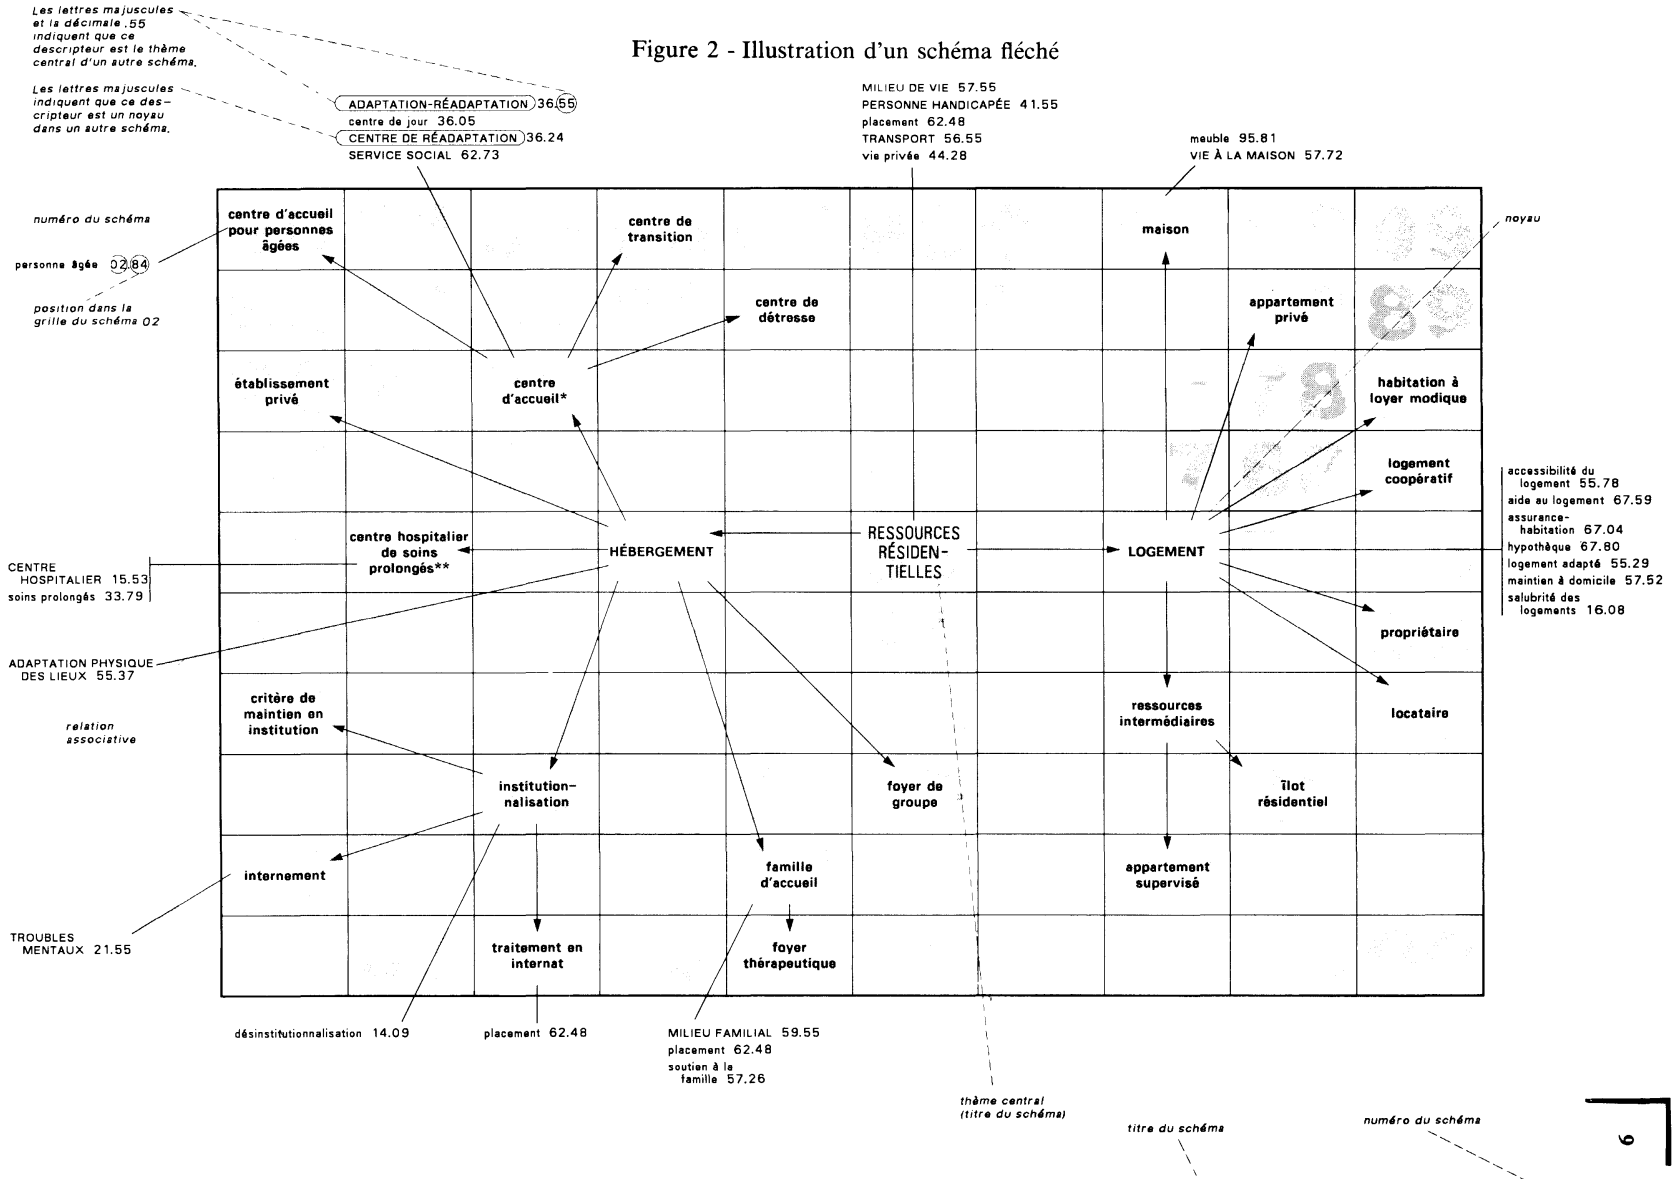 Les lettres majuscules
et la décimale .55
indiquent que ce
descripteur est le thème
central d'un autre schéma.
Figure 2 - Illustration d'un schéma fléché
Les lettres majuscules
indiquent que ce des-
cripteur est un noyau
dans un autre schéma.
ADAPTATION-RÉADAPTATION 36.55
centre de jour 36.05
CENTRE DE RÉADAPTATION 36.24
SERVICE SOCIAL 62.73
MILIEU DE VIE 57.55
PERSONNE HANDICAPÉE 41.55
placement 62.48
TRANSPORT 56.55
vie privée 44.28
meuble 95.81
VIE À LA MAISON 57.72
numéro du schéma
personne âgée 02.84
position dans la
grille du schéma 02
centre d'accueil
pour personnes
âgées
centre de
transition
maison
noyau
centre de
détresse
appartement
privé
établissement
privé
centre
d'accueil*
habitation à
loyer modique
logement
coopératif
centre hospitalier
de soins
prolongés**
HÉBERGEMENT
RESSOURCES
RÉSIDEN-
TIELLES
LOGEMENT
accessibilité du
logement 55.78
aide au logement 67.59
assurance-
habitation 67.04
hypothèque 67.80
logement adapté 55.29
maintien à domicile 57.52
salubrité des
logements 16.08
CENTRE
HOSPITALIER 15.53
soins prolongés 33.79
ADAPTATION PHYSIQUE
DES LIEUX 55.37
relation
associative
propriétaire
critère de
maintien en
institution
ressources
intermédiaires
locataire
institution-
nalisation
foyer de
groupe
îlot
résidentiel
internement
famille
d'accueil
appartement
supervisé
TROUBLES
MENTAUX 21.55
traitement en
internat
foyer
thérapeutique
désinstitutionnalisation 14.09
placement 62.48
MILIEU FAMILIAL 59.55
placement 62.48
soutien à la
famille 57.26
thème central
(titre du schéma)
titre du schéma
numéro du schéma